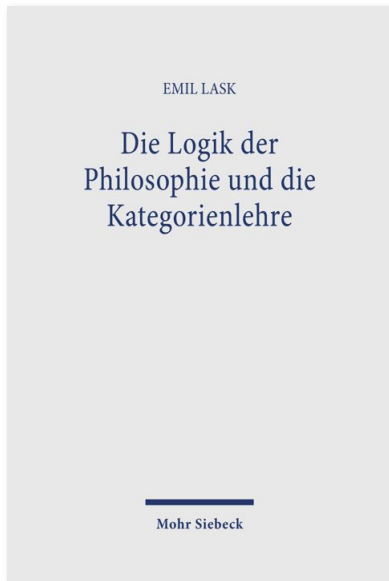 EMIL LASK
Die Logik der
Philosophie und die
Kategorienlehre
Mohr Siebeck